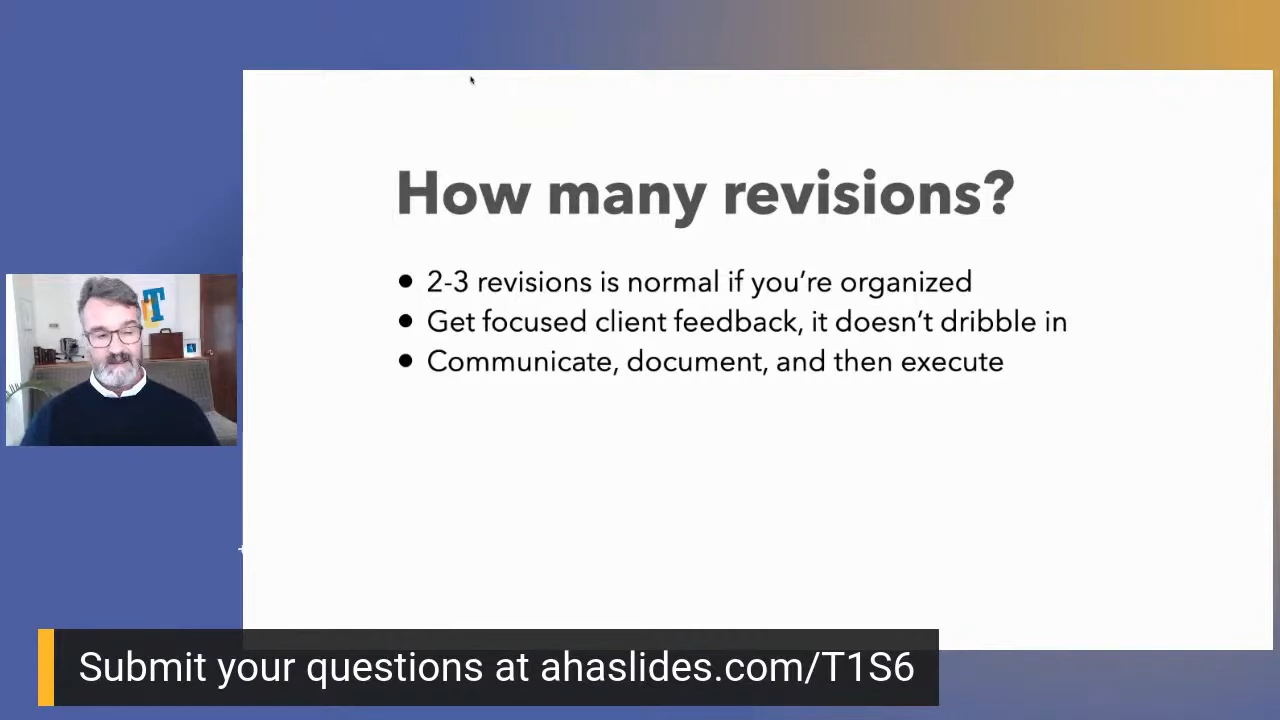 How many revisions?
• 2-3 revisions is normal if you’re organized
• Get focused client feedback, it doesn’t dribble in
• Communicate, document, and then execute
T
Submit your questions at ahaslides.com/T1S6